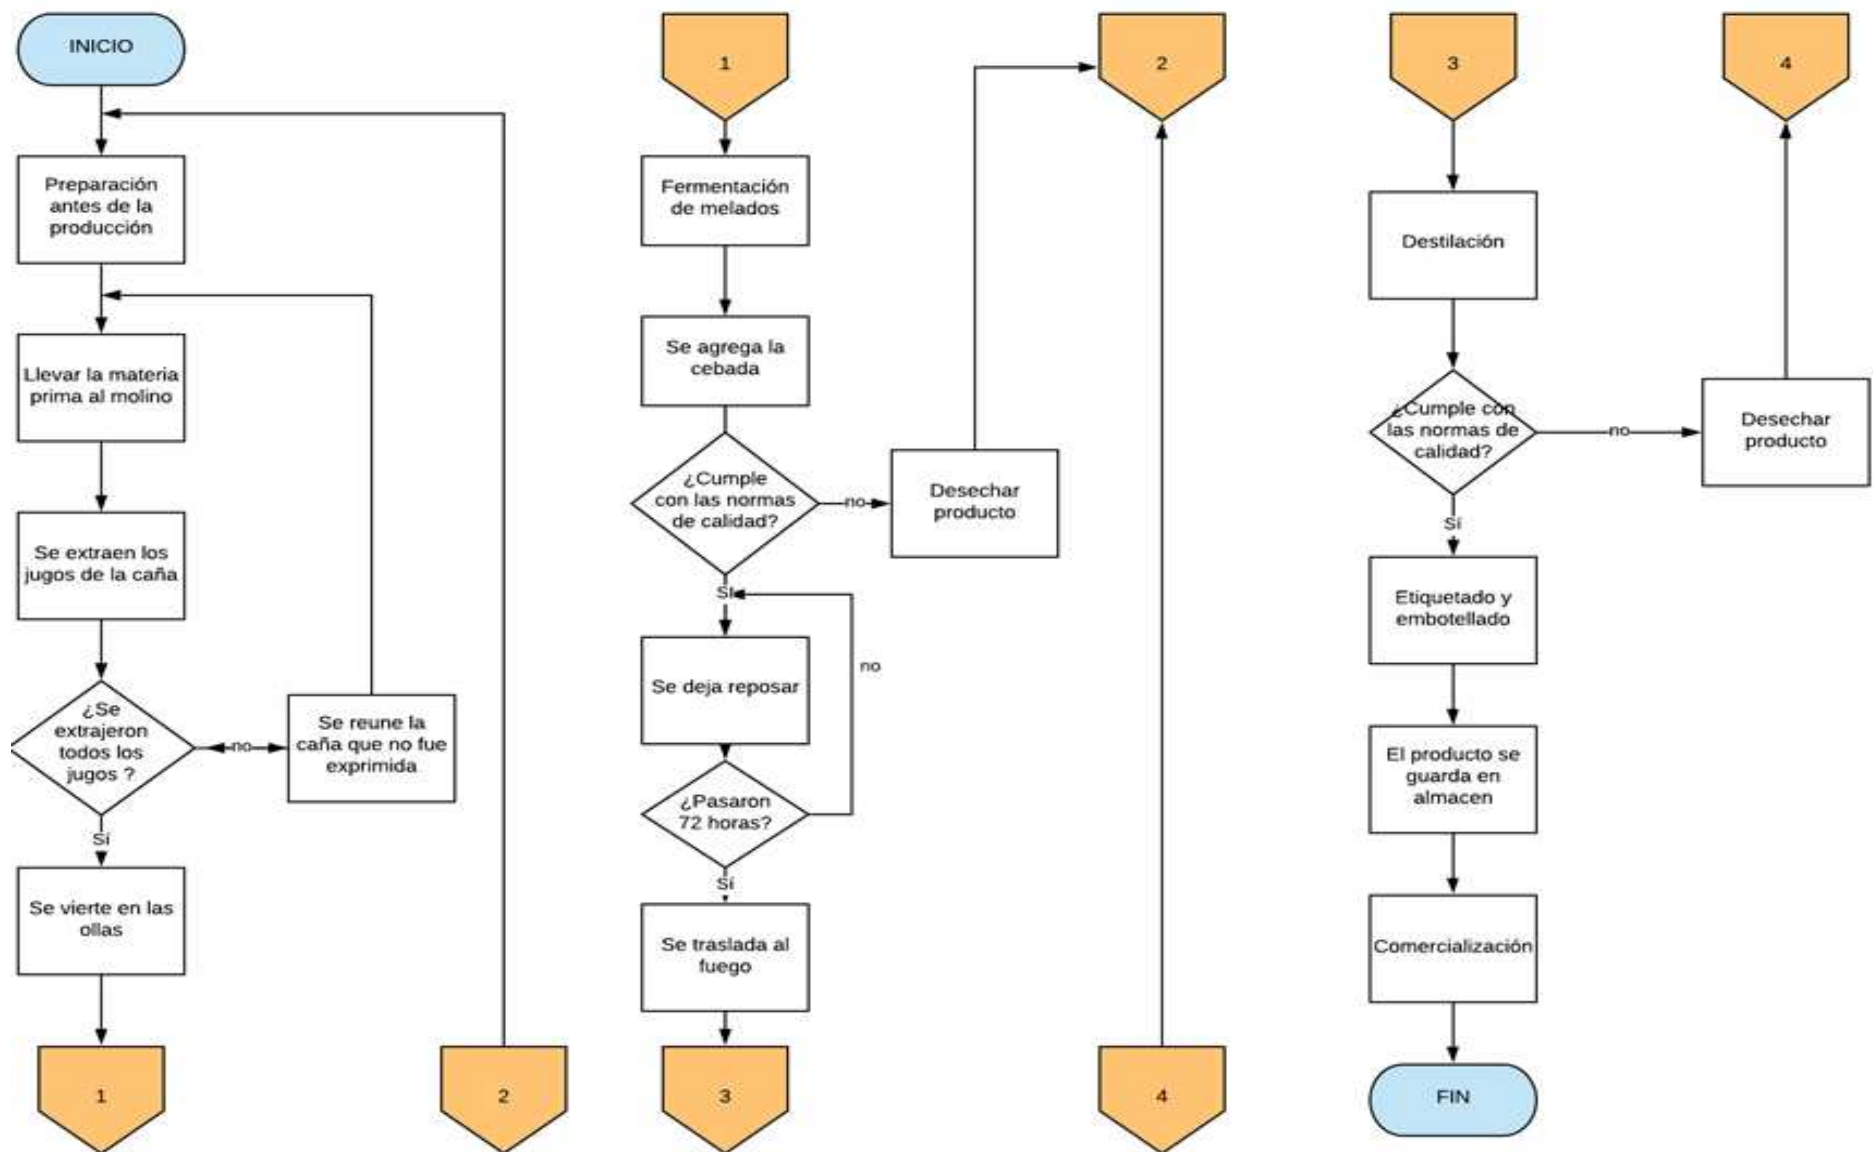 INICIO
Preparación
antes de la
producción
Llevar la materia
prima al molino
Se extraen los
jugos de la caña
¿Se
extrajeron
todos los
jugos ?
no
Se reune la
caña que no fue
exprimida
Sí
Se vierte en las
ollas
1
2
1
Fermentación
de melados
Se agrega la
cebada
¿Cumple
con las normas
de calidad?
no
Desechar
producto
Sí
Se deja reposar
no
¿Pasaron
72 horas?
Sí
Se traslada al
fuego
3
2
4
3
Destilación
¿Cumple con
las normas de
calidad?
no
Desechar
producto
4
Sí
Etiquetado y
embotellado
El producto se
guarda en
almacen
Comercialización
FIN